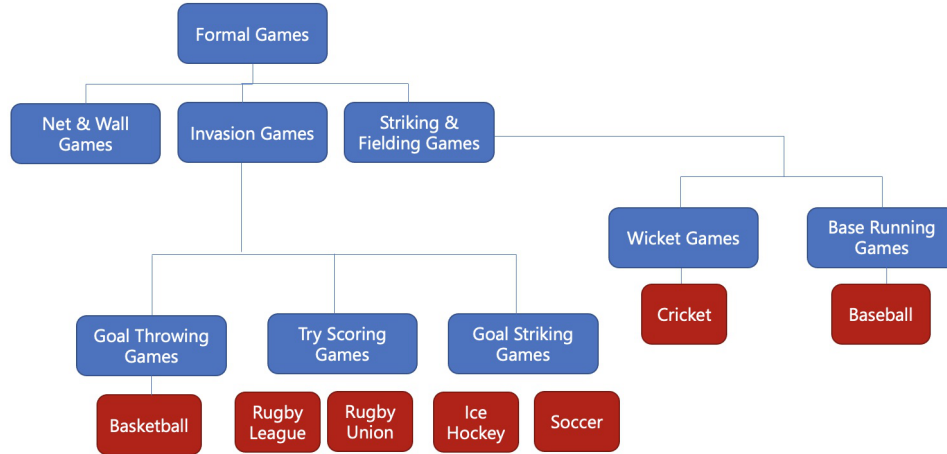 Formal Games
Net & Wall
Games
Invasion Games
Striking &
Fielding Games
Wicket Games
Base Running
Games
Cricket
Baseball
Goal Throwing
Games
Try Scoring
Games
Goal Striking
Games
Basketball
Rugby
League
Rugby
Union
Ice
Hockey
Soccer